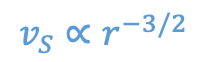 v_S ∝ r^{-3/2}